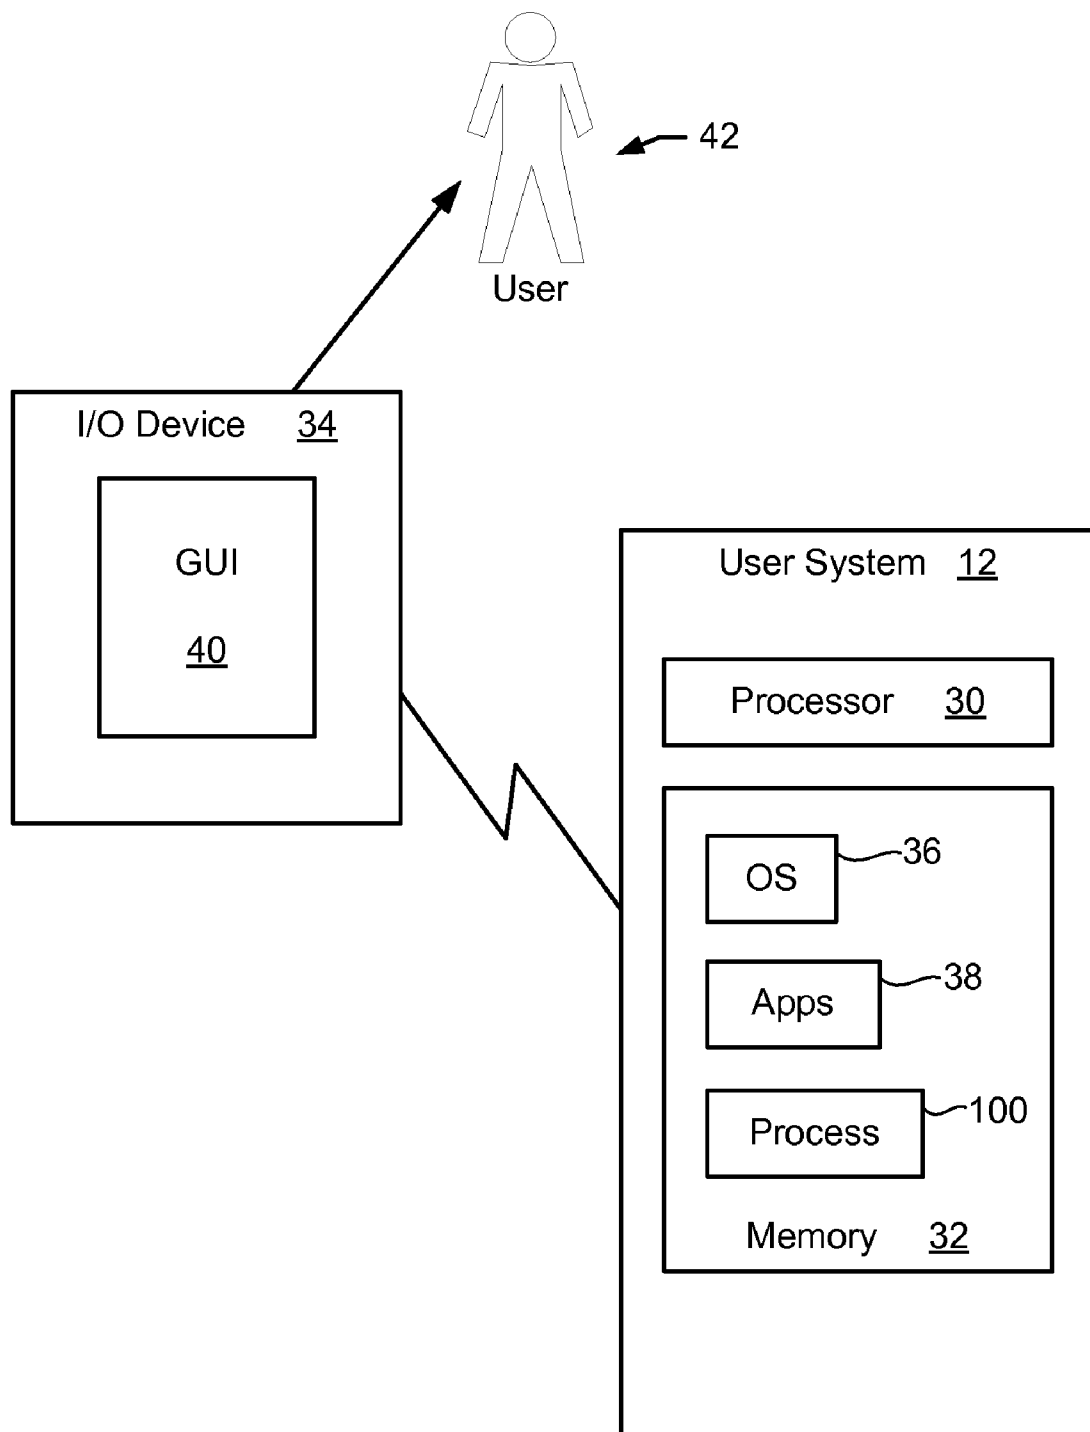 42
User
I/O Device 34
GUI
40
User System 12
Processor 30
OS
36
Apps
38
Process
100
Memory 32